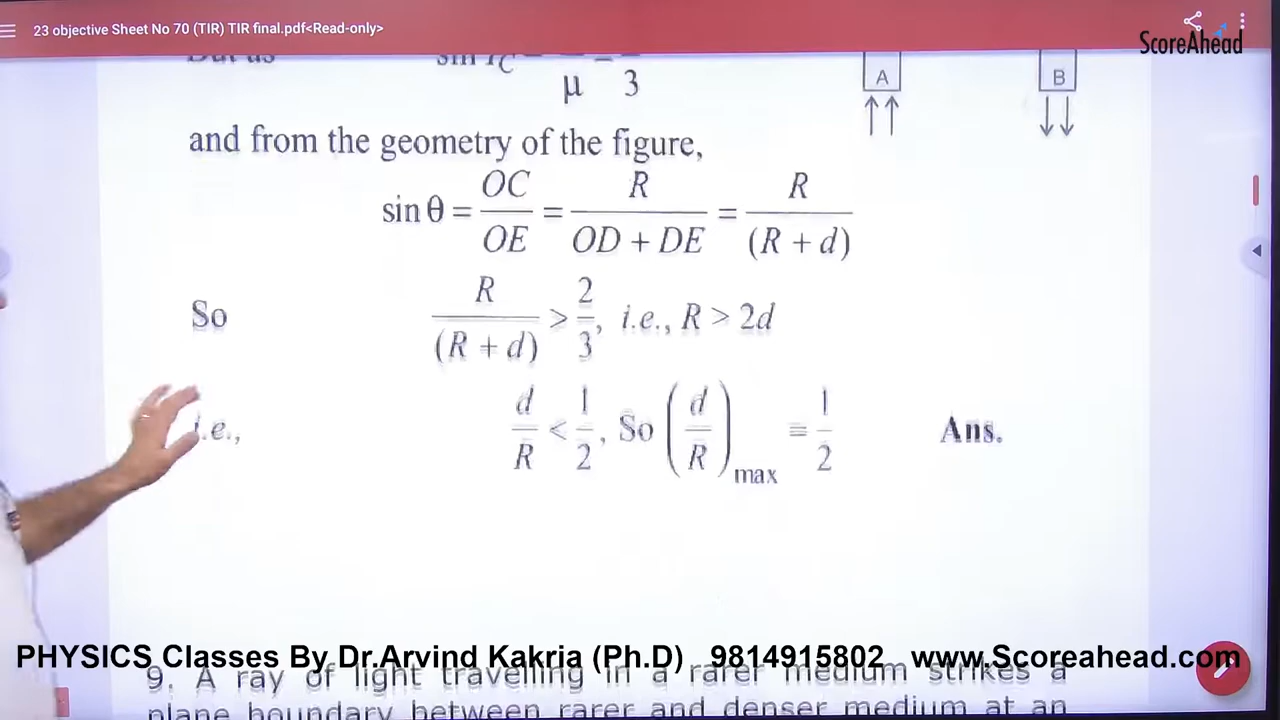 23 objective Sheet No 70 (TIR) TIR final.pdf<Read-only>
ScoreAhead
μ 3
A B
and from the geometry of the figure,
sin θ = OC/OE = R/(OD + DE) = R/(R + d)
So R/(R + d) > 2/3, i.e., R > 2d
i.e., d/R < 1/2, So (d/R)max = 1/2 Ans.
PHYSICS Classes By Dr.Arvind Kakria (Ph.D) 9814915802 www.Scoreahead.com
9. A ray of light travelling in a rarer medium strikes a
plane boundary between rarer and denser medium at an